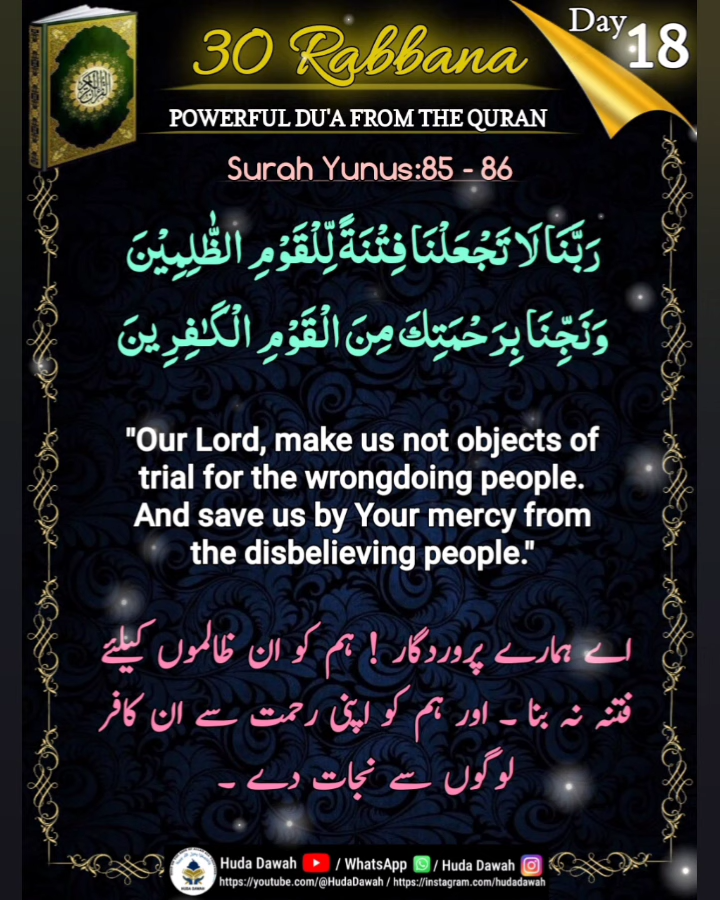 Day 18
30 Rabbana
POWERFUL DU'A FROM THE QURAN
Surah Yunus:85 - 86
رَبَّنَا لَا تَجْعَلْنَا فِتْنَةً لِّلْقَوْمِ الظّٰلِمِيْنَ
وَنَجِّنَا بِرَحْمَتِكَ مِنَ الْقَوْمِ الْكٰفِرِينَ
"Our Lord, make us not objects of
trial for the wrongdoing people.
And save us by Your mercy from
the disbelieving people."
اے ہمارے پروردگار ! ہم کو ان ظالموں کیلئے
فتنہ نہ بنا ۔ اور ہم کو اپنی رحمت سے ان کافر
لوگوں سے نجات دے ۔
Huda Dawah / WhatsApp / Huda Dawah
https://youtube.com/@HudaDawah / https://instagram.com/hudadawah
HUDA DAWAH